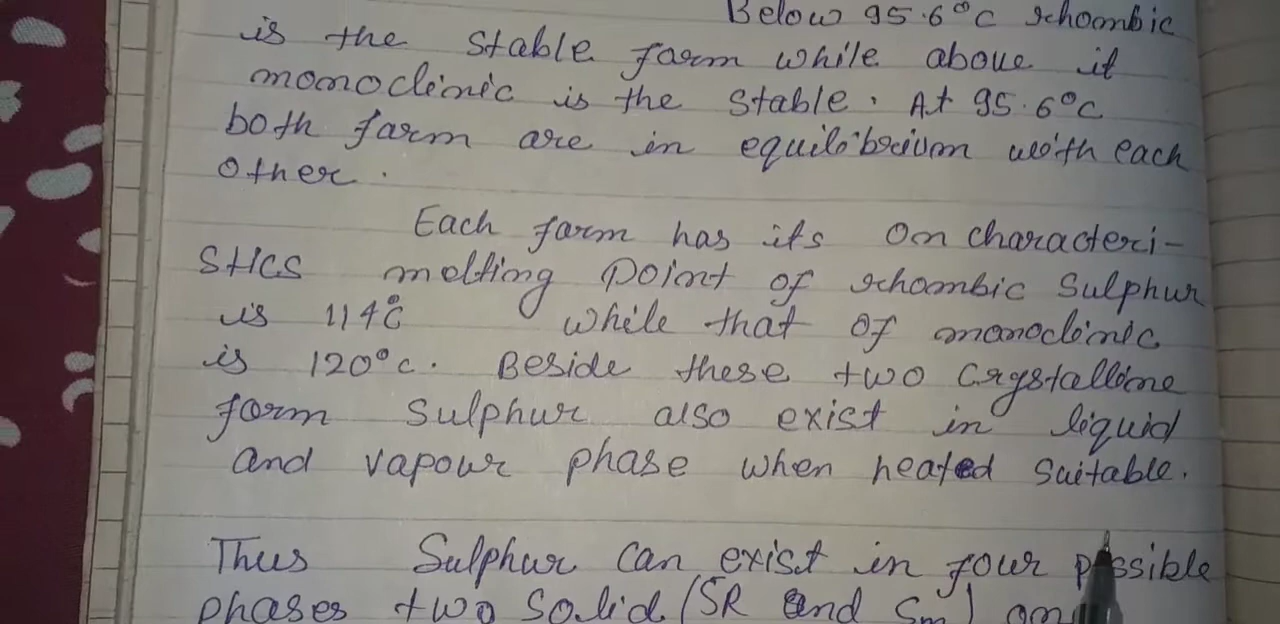 Below 95.6°C rhombic
is the stable farm while above it
monoclinic is the stable. At 95.6°C
both farm are in equilibrium with each
other.
Each farm has its on characteri-
stics melting point of rhombic sulphur
is 114°C while that of monoclinic
is 120°C. Beside these two crystalline
form sulphur also exist in liquid
and vapour phase when heated suitable.
Thus Sulphur can exist in four possible
phases two solid (SR and Sm)